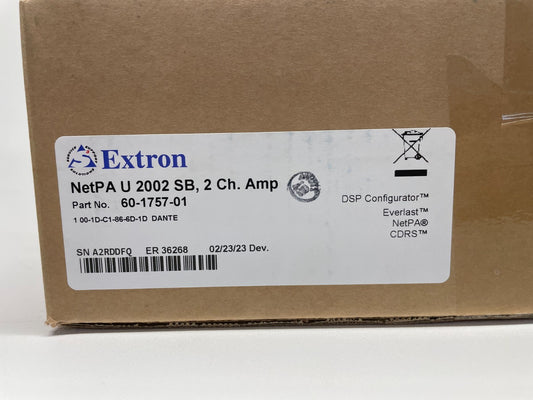 Extron
NetPA U 2002 SB, 2 Ch. Amp
Part No. 60-1757-01
1 00-1D-C1-86-6D-1D DANTE
SN A2RDDFQ ER 36268 02/23/23 Dev.
DSP Configurator™
Everlast™
NetPA®
CDRS™